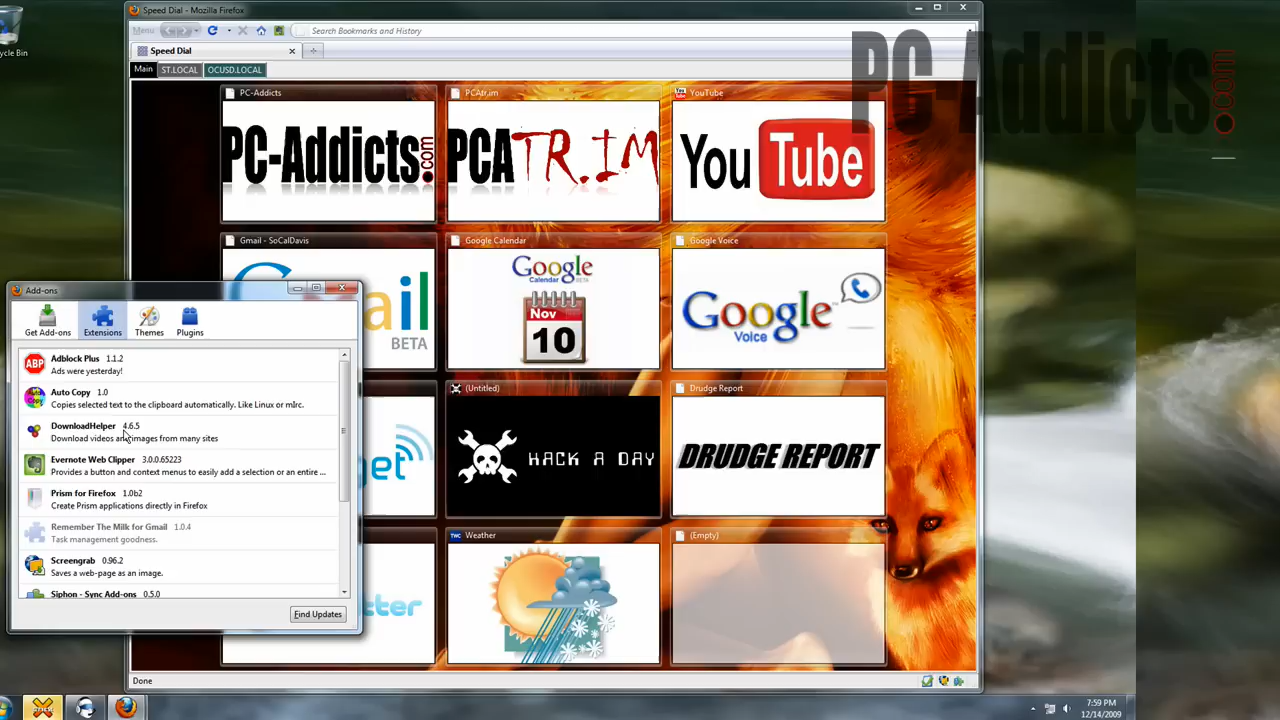 Speed Dial - Mozilla Firefox
cycle Bin
Menu
Search Bookmarks and History
Speed Dial
Main
ST.LOCAL
OCUSD.LOCAL
PC-Addicts.com
PC-Addicts
PCAtr.im
YouTube
PC-Addicts.com
PCATR.IM
You Tube
Gmail - SoCalDavis
Google Calendar
Google Voice
G ail
BETA
Google
Calendar BETA
Nov
10
Google
Voice
Add-ons
Get Add-ons
Extensions
Themes
Plugins
ABP
Adblock Plus 1.1.2
Ads were yesterday!
Auto Copy 1.0
Copies selected text to the clipboard automatically. Like Linux or mIrc.
DownloadHelper 4.6.5
Download videos and images from many sites
Evernote Web Clipper 3.0.0.65223
Provides a button and context menus to easily add a selection or an entire ...
Prism for Firefox 1.0b2
Create Prism applications directly in Firefox
Remember The Milk for Gmail 1.0.4
Task management goodness.
Screengrab 0.96.2
Saves a web-page as an image.
Siphon - Sync Add-ons 0.5.0
Find Updates
(Untitled)
Drudge Report
get
HACK A DAY
DRUDGE REPORT
TWC Weather
(Empty)
tter
Done
7:59 PM
12/14/2009